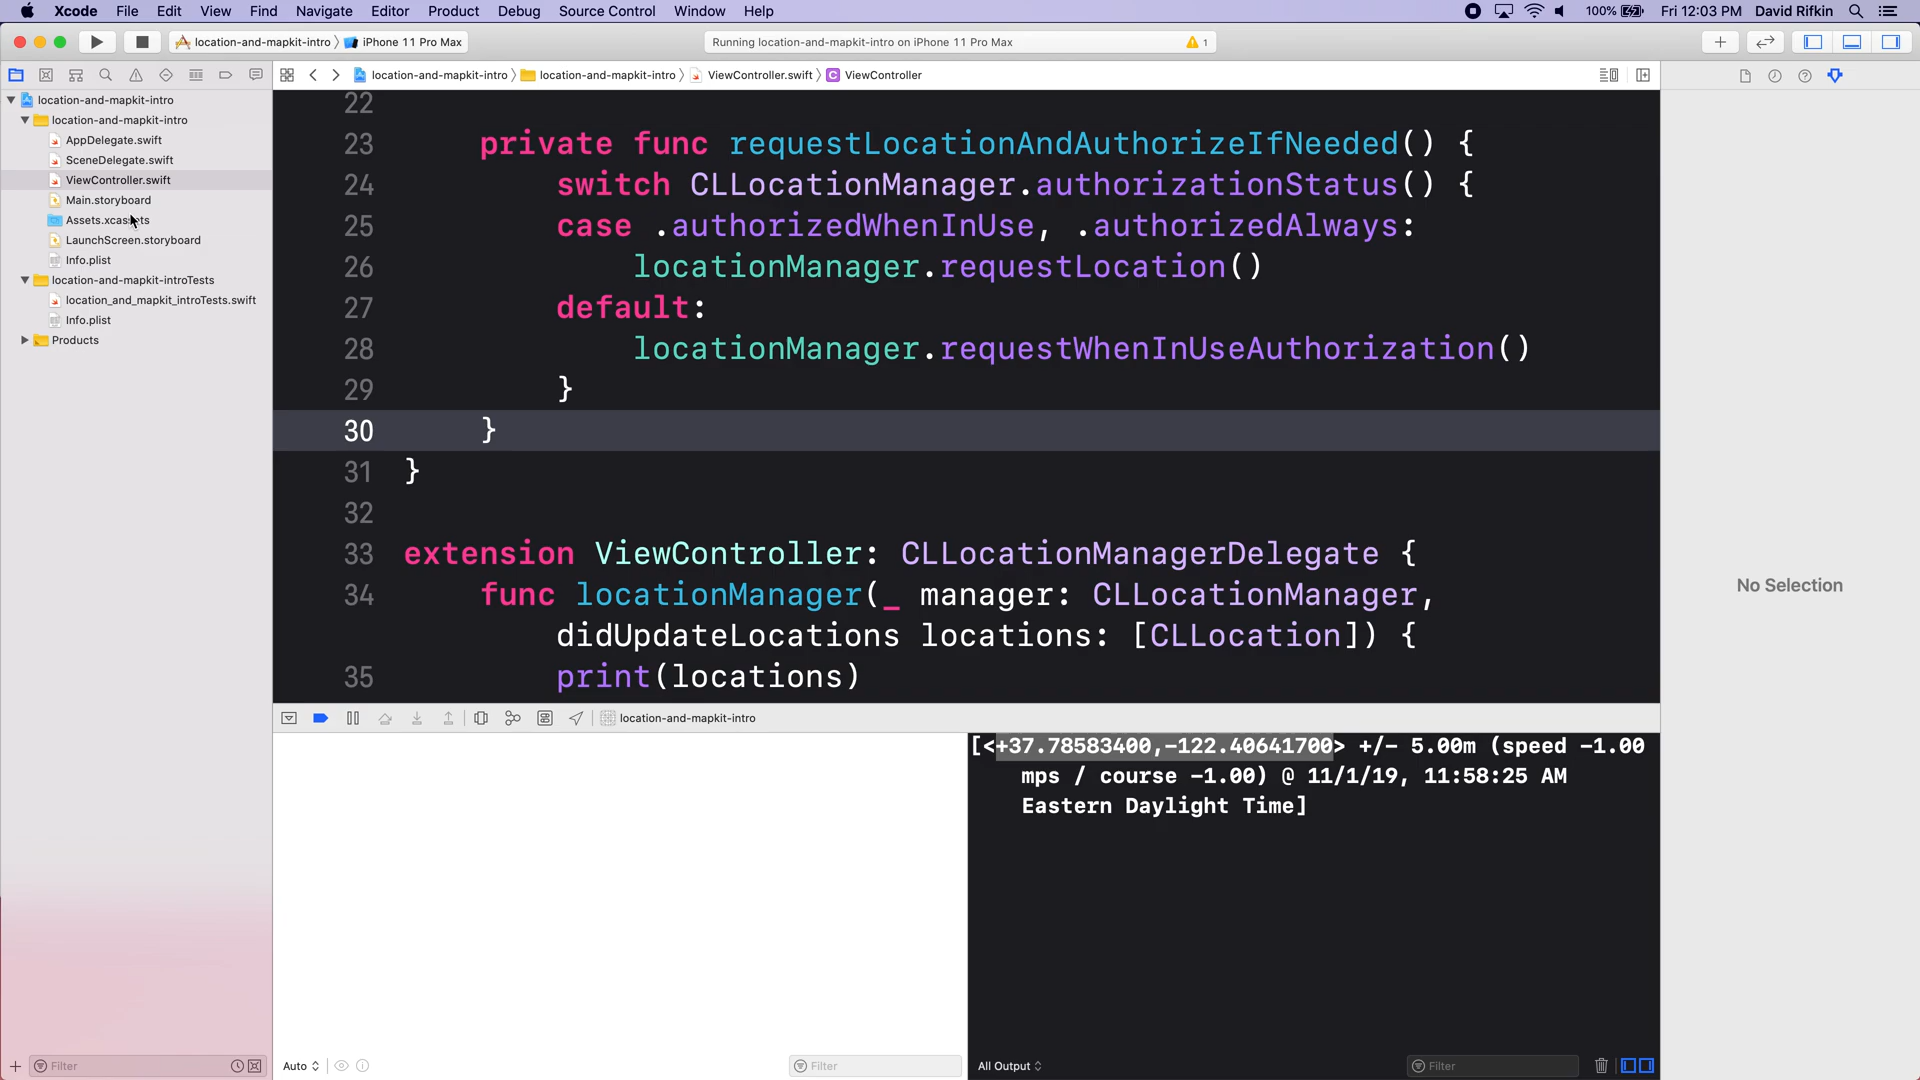 Xcode File Edit View Find Navigate Editor Product Debug Source Control Window Help 100% Fri 12:03 PM David Rifkin
location-and-mapkit-intro iPhone 11 Pro Max Running location-and-mapkit-intro on iPhone 11 Pro Max 1
location-and-mapkit-intro location-and-mapkit-intro ViewController.swift C ViewController
location-and-mapkit-intro
location-and-mapkit-intro
AppDelegate.swift
SceneDelegate.swift
ViewController.swift
Main.storyboard
Assets.xcassets
LaunchScreen.storyboard
Info.plist
location-and-mapkit-introTests
location_and_mapkit_introTests.swift
Info.plist
Products
Filter
22
23 private func requestLocationAndAuthorizeIfNeeded() {
24 switch CLLocationManager.authorizationStatus() {
25 case .authorizedWhenInUse, .authorizedAlways:
26 locationManager.requestLocation()
27 default:
28 locationManager.requestWhenInUseAuthorization()
29 }
30 }
31 }
32
33 extension ViewController: CLLocationManagerDelegate {
34 func locationManager(_ manager: CLLocationManager,
didUpdateLocations locations: [CLLocation]) {
35 print(locations)
location-and-mapkit-intro
[<+37.78583400,-122.40641700> +/- 5.00m (speed -1.00
mps / course -1.00) @ 11/1/19, 11:58:25 AM
Eastern Daylight Time]
Auto Filter
All Output Filter
No Selection